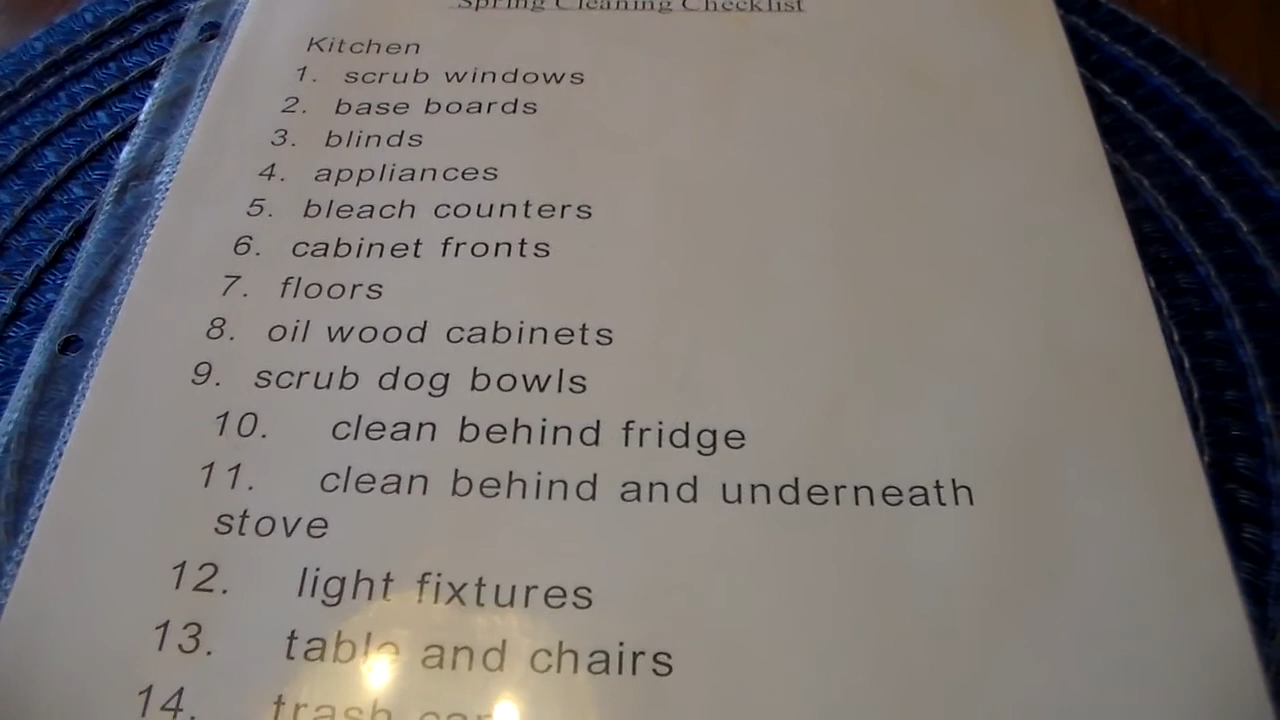 Spring Cleaning Checklist
Kitchen
1. scrub windows
2. base boards
3. blinds
4. appliances
5. bleach counters
6. cabinet fronts
7. floors
8. oil wood cabinets
9. scrub dog bowls
10. clean behind fridge
11. clean behind and underneath
stove
12. light fixtures
13. table and chairs
14. trash